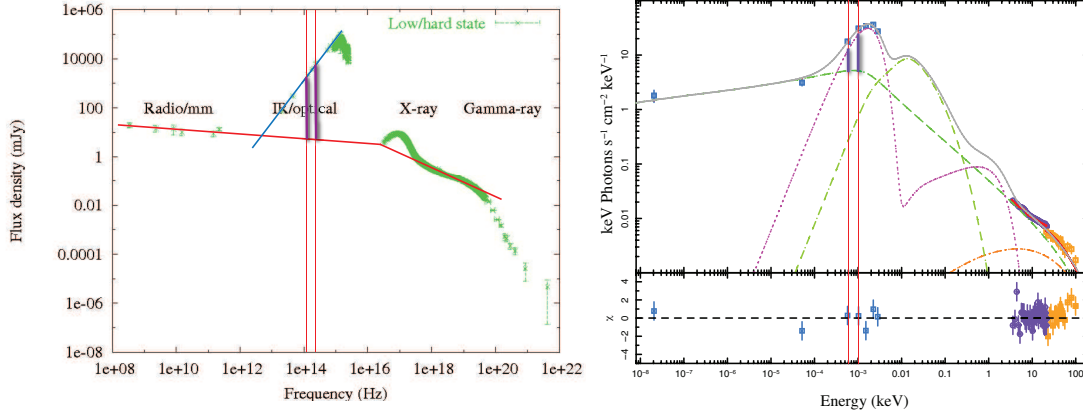 Low/hard state
Radio/mm IR/optical X-ray Gamma-ray
Flux density (mJy)
10000
100
1
0.01
0.0001
1e-06
1e-08
1e+08 1e+10 1e+12 1e+14 1e+16 1e+18 1e+20 1e+22
Frequency (Hz)
keV Photons s⁻¹ cm⁻² keV⁻¹
10
1
0.1
0.01
χ
4
2
0
−2
−4
10⁻⁸ 10⁻⁷ 10⁻⁶ 10⁻⁵ 10⁻⁴ 10⁻³ 0.01 0.1 1 10 100
Energy (keV)